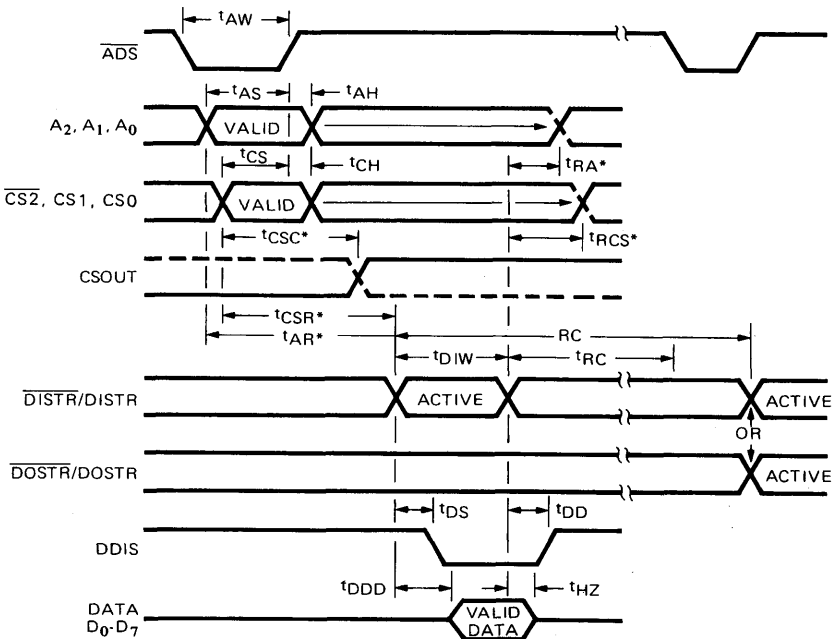 tAW
ADS
tAS
tAH
A2, A1, A0
VALID
tCS
tCH
tRA*
CS2, CS1, CS0
VALID
tCSC*
tRCS*
CSOUT
tCSR*
tAR*
RC
tDIW
tRC
DISTR/DISTR
ACTIVE
ACTIVE
OR
DOSTR/DOSTR
ACTIVE
tDS
tDD
DDIS
tDDD
tHZ
DATA
D0-D7
VALID
DATA